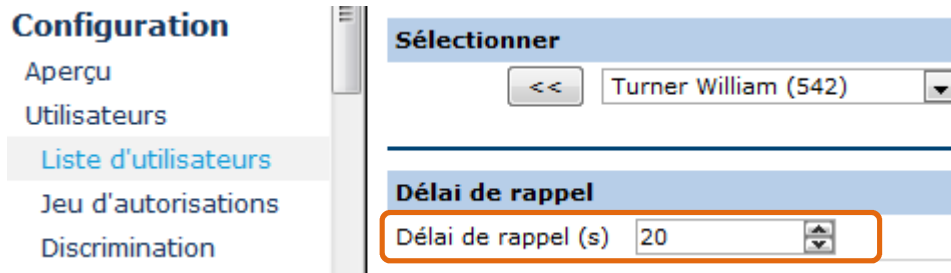 Configuration
Aperçu
Utilisateurs
Liste d'utilisateurs
Jeu d'autorisations
Discrimination
Sélectionner
<< Turner William (542)
Délai de rappel
Délai de rappel (s) 20